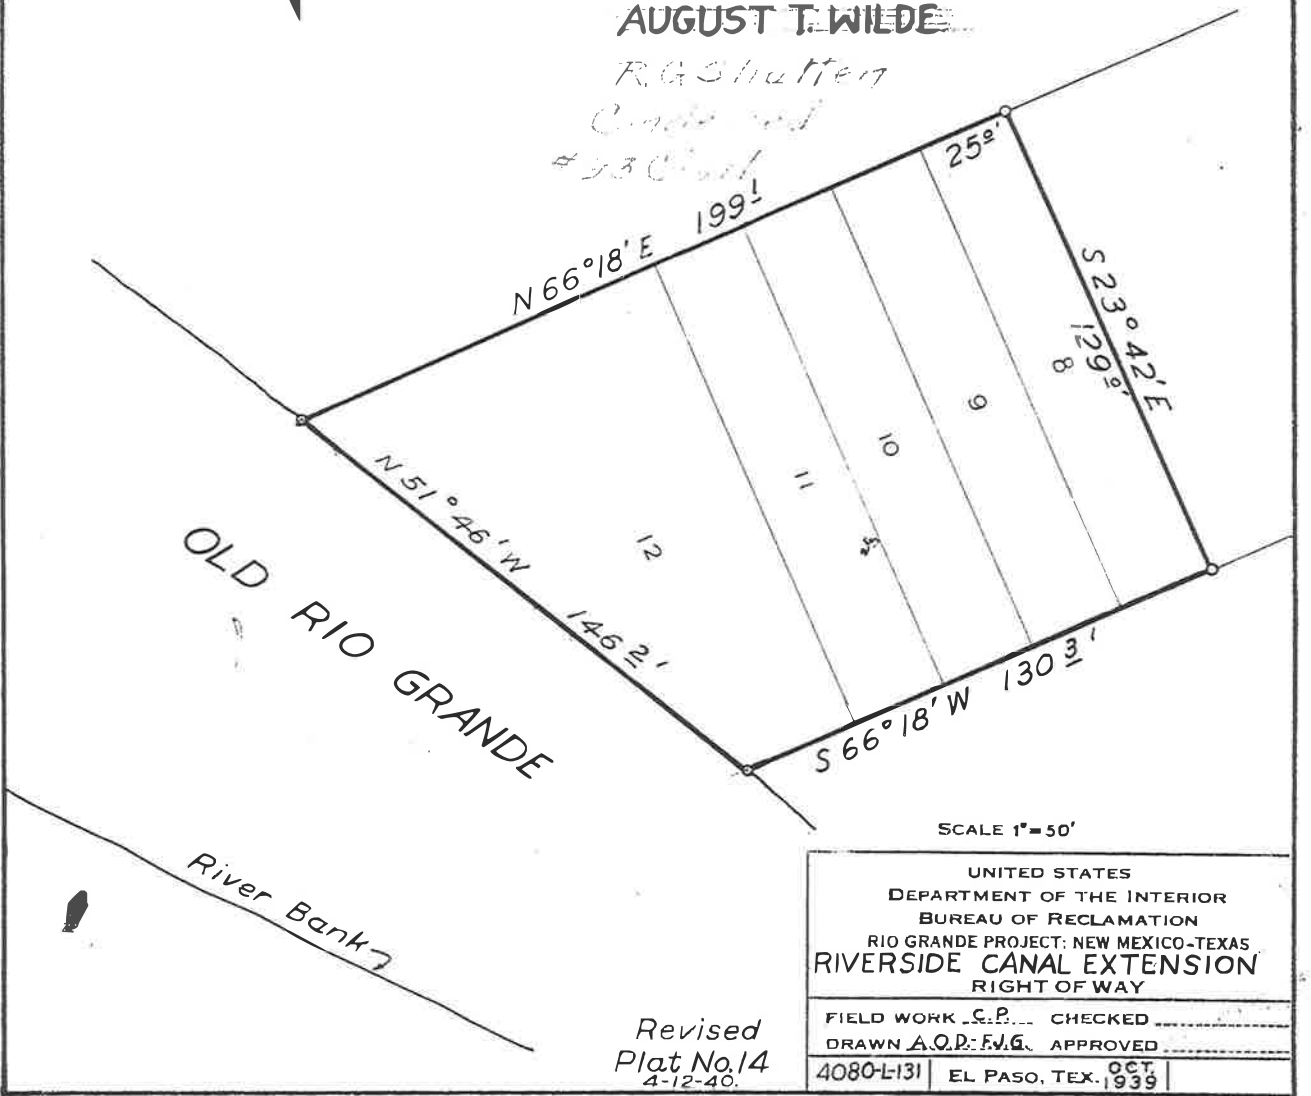 AUGUST T. WILDE
R.G. Shutten
N 66°18' E 199.1
25.0'
S 23°42' E
129.0'
8
9
10
11
12
N 51°46' W 146.2'
S 66°18' W 130.3'
OLD RIO GRANDE
River Bank
SCALE 1"=50'
UNITED STATES
DEPARTMENT OF THE INTERIOR
BUREAU OF RECLAMATION
RIO GRANDE PROJECT: NEW MEXICO-TEXAS
RIVERSIDE CANAL EXTENSION
RIGHT OF WAY
FIELD WORK C.P. CHECKED
DRAWN A.O.D.-F.J.G. APPROVED
4080-L-131 EL PASO, TEX. OCT. 1939
Revised
Plat No. 14
4-12-40.